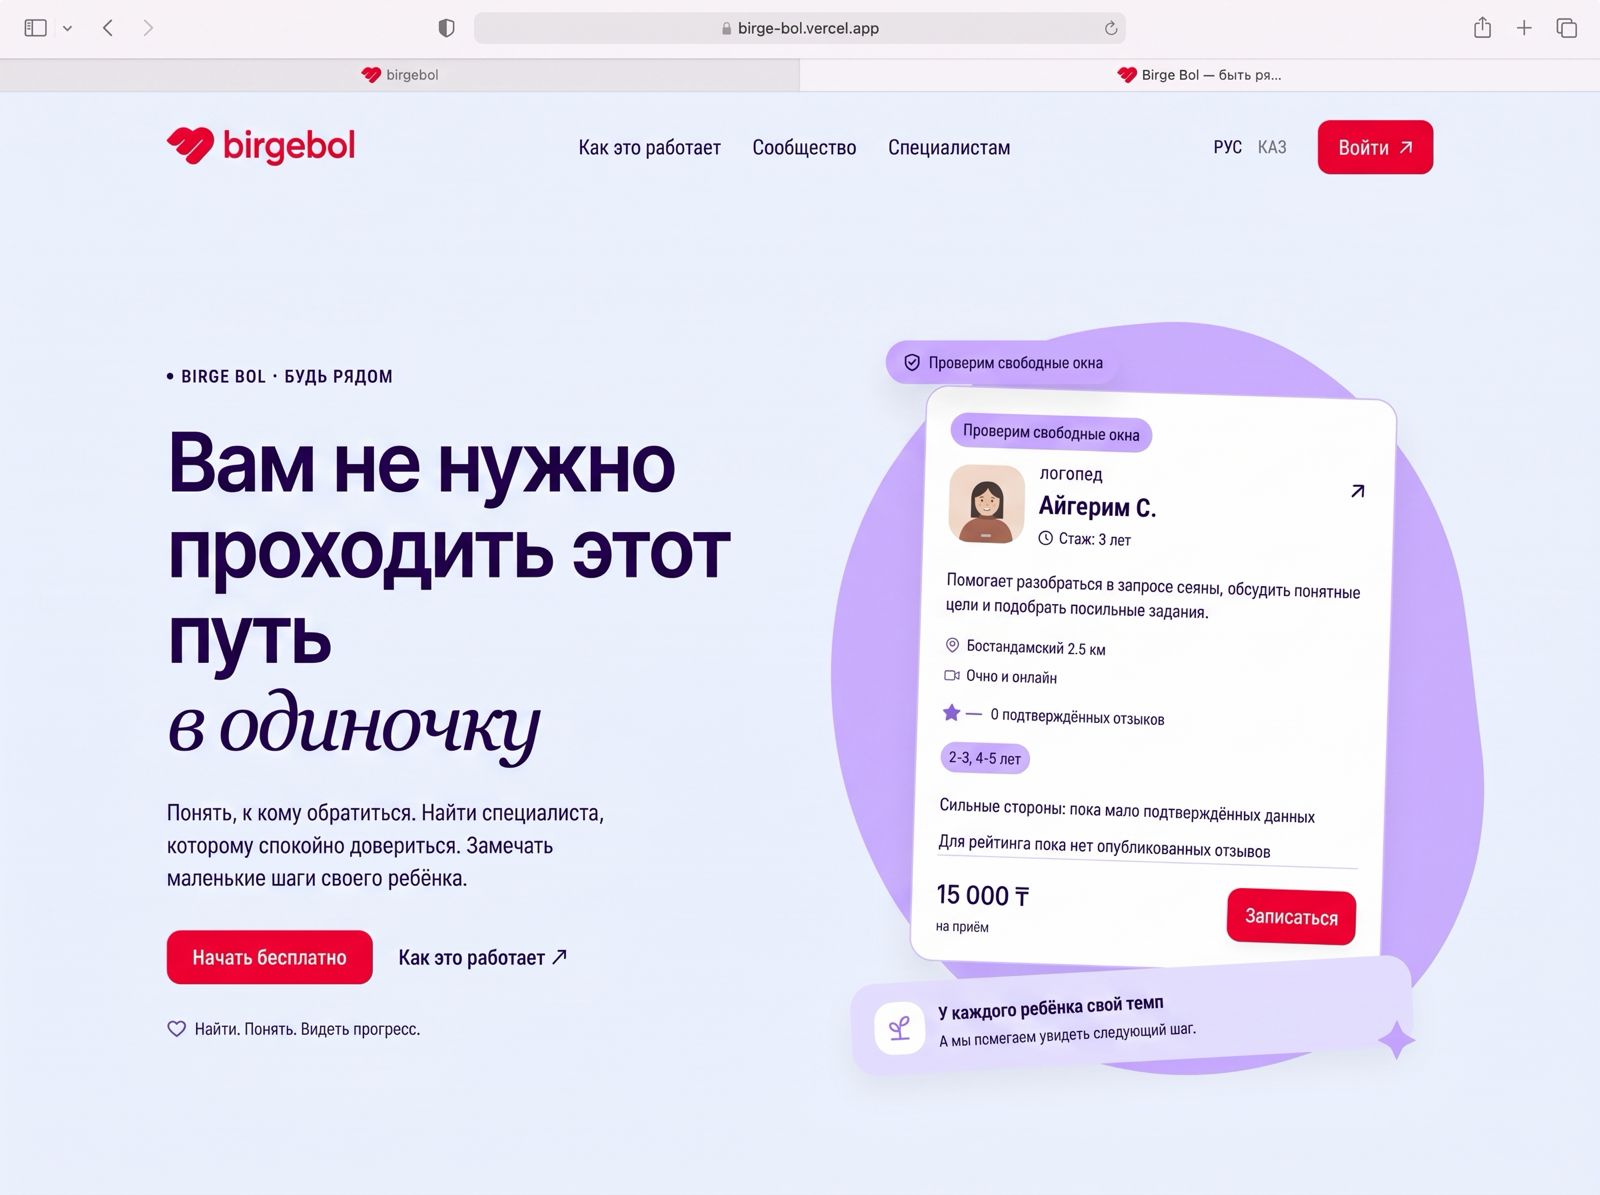 birge-bol.vercel.app
birgebol
Birge Bol — быть ря...
birgebol
Как это работает
Сообщество
Специалистам
РУС
КАЗ
Войти
• BIRGE BOL · БУДЬ РЯДОМ
Вам не нужно
проходить этот
путь
в одиночку
Понять, к кому обратиться. Найти специалиста,
которому спокойно довериться. Замечать
маленькие шаги своего ребёнка.
Начать бесплатно
Как это работает
Найти. Понять. Видеть прогресс.
Проверим свободные окна
Проверим свободные окна
логопед
Айгерим С.
Стаж: 3 лет
Помогает разобраться в запросе сеяны, обсудить понятные
цели и подобрать посильные задания.
Бостандамский 2.5 км
Очно и онлайн
— 0 подтверждённых отзыков
2-3, 4-5 лет
Сильные стороны: пока мало подтверждённых данных
Для рейтинга пока нет опубликованных отзывов
15 000 ₸
на приём
Записаться
У каждого ребёнка свой темп
А мы псмегаем увидеть следующий шаг.